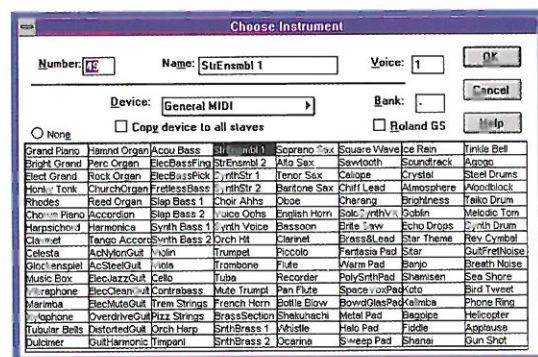 Choose Instrument
Number: 49 Name: StrEnsmbl 1 Voice: 1 OK
Cancel
Device: General MIDI Bank: -
None Copy device to all slaves Roland GS Help
Grand Piano Hamnd Organ Acou Bass StrEnsmbl 1 Soprano Sax Square Wave Ice Rain Tinkle Bell
Bright Grand Perc Organ ElecBassFing StrEnsmbl 2 Alto Sax Sawtooth Soundtrack Agogo
Elect Grand Rock Organ ElecBassPick SynthStr 1 Tenor Sax Caliope Crystal Steel Drums
Honky Tonk ChurchOrgan FretlessBass SynthStr 2 Baritone Sax Chiff Lead Atmosphere Woodblock
Rhodes Reed Organ Slap Bass 1 Choir Ahhs Oboe Charang Brightness Taiko Drum
Chorus Piano Accordian Slap Bass 2 Voice Oohs English Horn SoloSynthVx Goblin Melodic Tom
Harpsichord Harmonica Synth Bass 1 Synth Voice Bassoon Brite Saw Echo Drops Synth Drum
Clavinet Tango Accord Synth Bass 2 Orch Hit Clarinet Brass&Lead Star Theme Rev Cymbal
Celesta AcNylonGuit Violin Trumpet Piccolo Fantasia Pad Star GuitFretNoise
Glockenspiel AcSteelGuit Viola Trombone Flute Warm Pad Banjo Breath Noise
Music Box ElecJazzGuit Cello Tuba Recorder PolySynthPad Shamisen Sea Shore
Vibraphone ElecCleanGuit Contrabass Mute Trumpt Pan Flute SpaceVoxPad Koto Bird Tweet
Marimba ElecMuteGuit Trem Strings French Horn Bottle Blow BowdGlasPad Kalimba Phone Ring
Xylophone OverdriveGuit Pizz Strings BrassSection Shakuhachi Metal Pad Bagpipe Helicopter
Tubular Bells DistortedGuit Orch Harp SnthBrass 1 Whistle Halo Pad Fiddle Applause
Dulcimer GuitHarmonic Timpani SnthBrass 2 Ocarina Sweep Pad Shanai Gun Shot